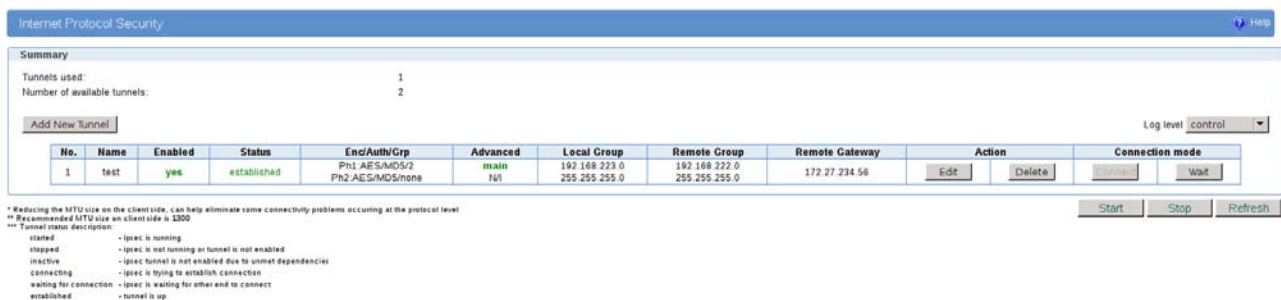 Internet Protocol Security
Help
Summary
Tunnels used: 1
Number of available tunnels: 2
Add New Tunnel
Log level control
No. Name Enabled Status Enc/Auth/Grp Advanced Local Group Remote Group Remote Gateway Action Connection mode
1 test yes established Ph1:AES/MD5/2 main 192.168.223.0 192.168.222.0 172.27.234.56 Edit Delete Connect Wait
Ph2:AES/MD5/none N/I 255.255.255.0 255.255.255.0
* Reducing the MTU size on the client side, can help eliminate some connectivity problems occurring at the protocol level
Start Stop Refresh
** Recommended MTU size on client side is 1300
*** Tunnel status description:
started - ipsec is running
stopped - ipsec is not running or tunnel is not enabled
inactive - ipsec tunnel is not enabled due to unmet dependencies
connecting - ipsec is trying to establish connection
waiting for connection - ipsec is waiting for other end to connect
established - tunnel is up